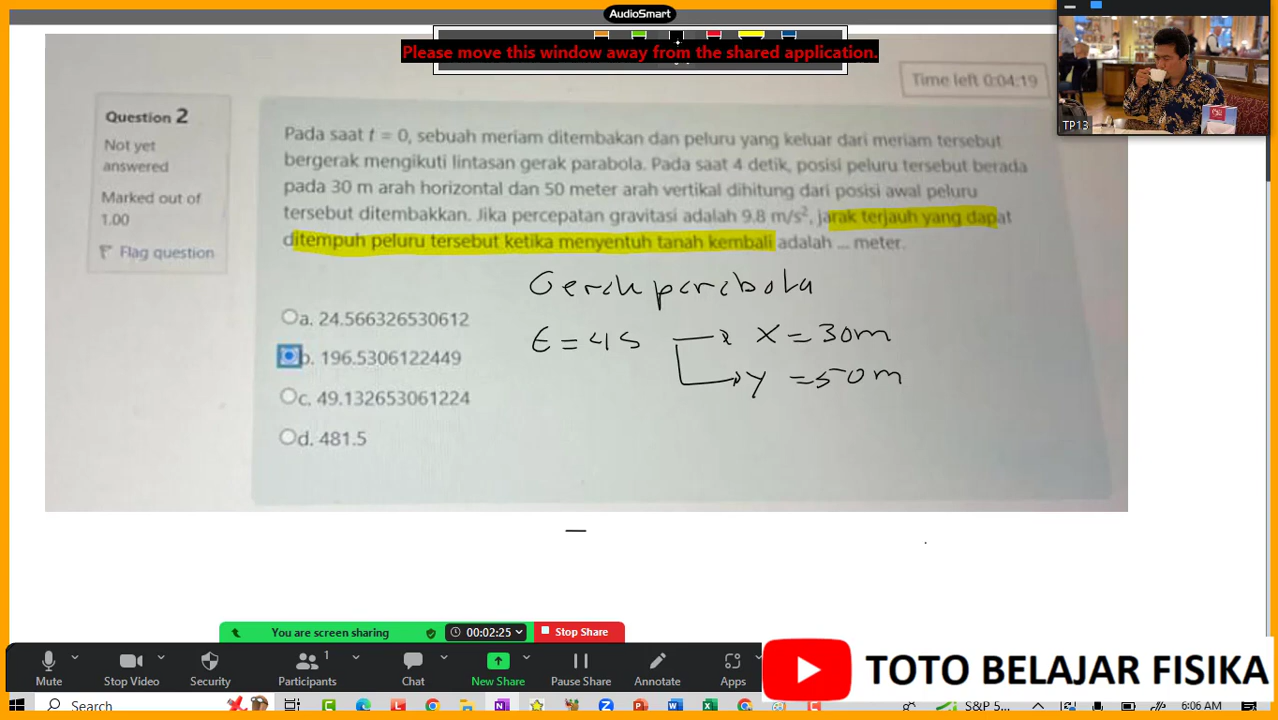 AudioSmart
Please move this window away from the shared application.
TP13
Time left 0:04:19
Question 2
Not yet
answered
Marked out of
1.00
Flag question
Pada saat t = 0, sebuah meriam ditembakan dan peluru yang keluar dari meriam tersebut
bergerak mengikuti lintasan gerak parabola. Pada saat 4 detik, posisi peluru tersebut berada
pada 30 m arah horizontal dan 50 meter arah vertikal dihitung dari posisi awal peluru
tersebut ditembakkan. Jika percepatan gravitasi adalah 9.8 m/s², jarak terjauh yang dapat
ditempuh peluru tersebut ketika menyentuh tanah kembali adalah ... meter.
a. 24.566326530612
b. 196.5306122449
c. 49.132653061224
d. 481.5
Gerak parabola
t = 4 s → x = 30 m
→ y = 50 m
You are screen sharing
00:02:25
Stop Share
Mute
Stop Video
Security
1
Participants
Chat
New Share
Pause Share
Annotate
Apps
TOTO BELAJAR FISIKA
Search
S&P 5...
6:06 AM